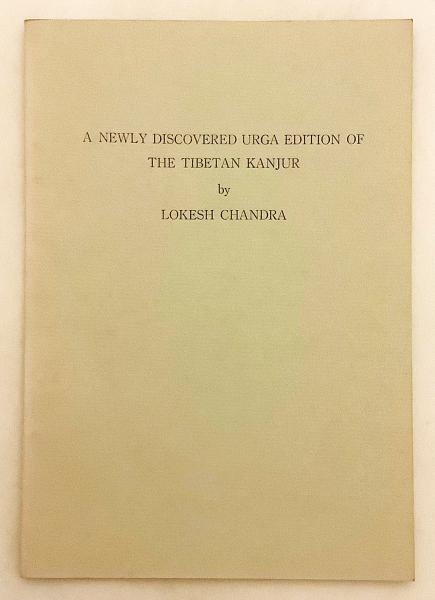 A NEWLY DISCOVERED URGA EDITION OF
THE TIBETAN KANJUR
by
LOKESH CHANDRA